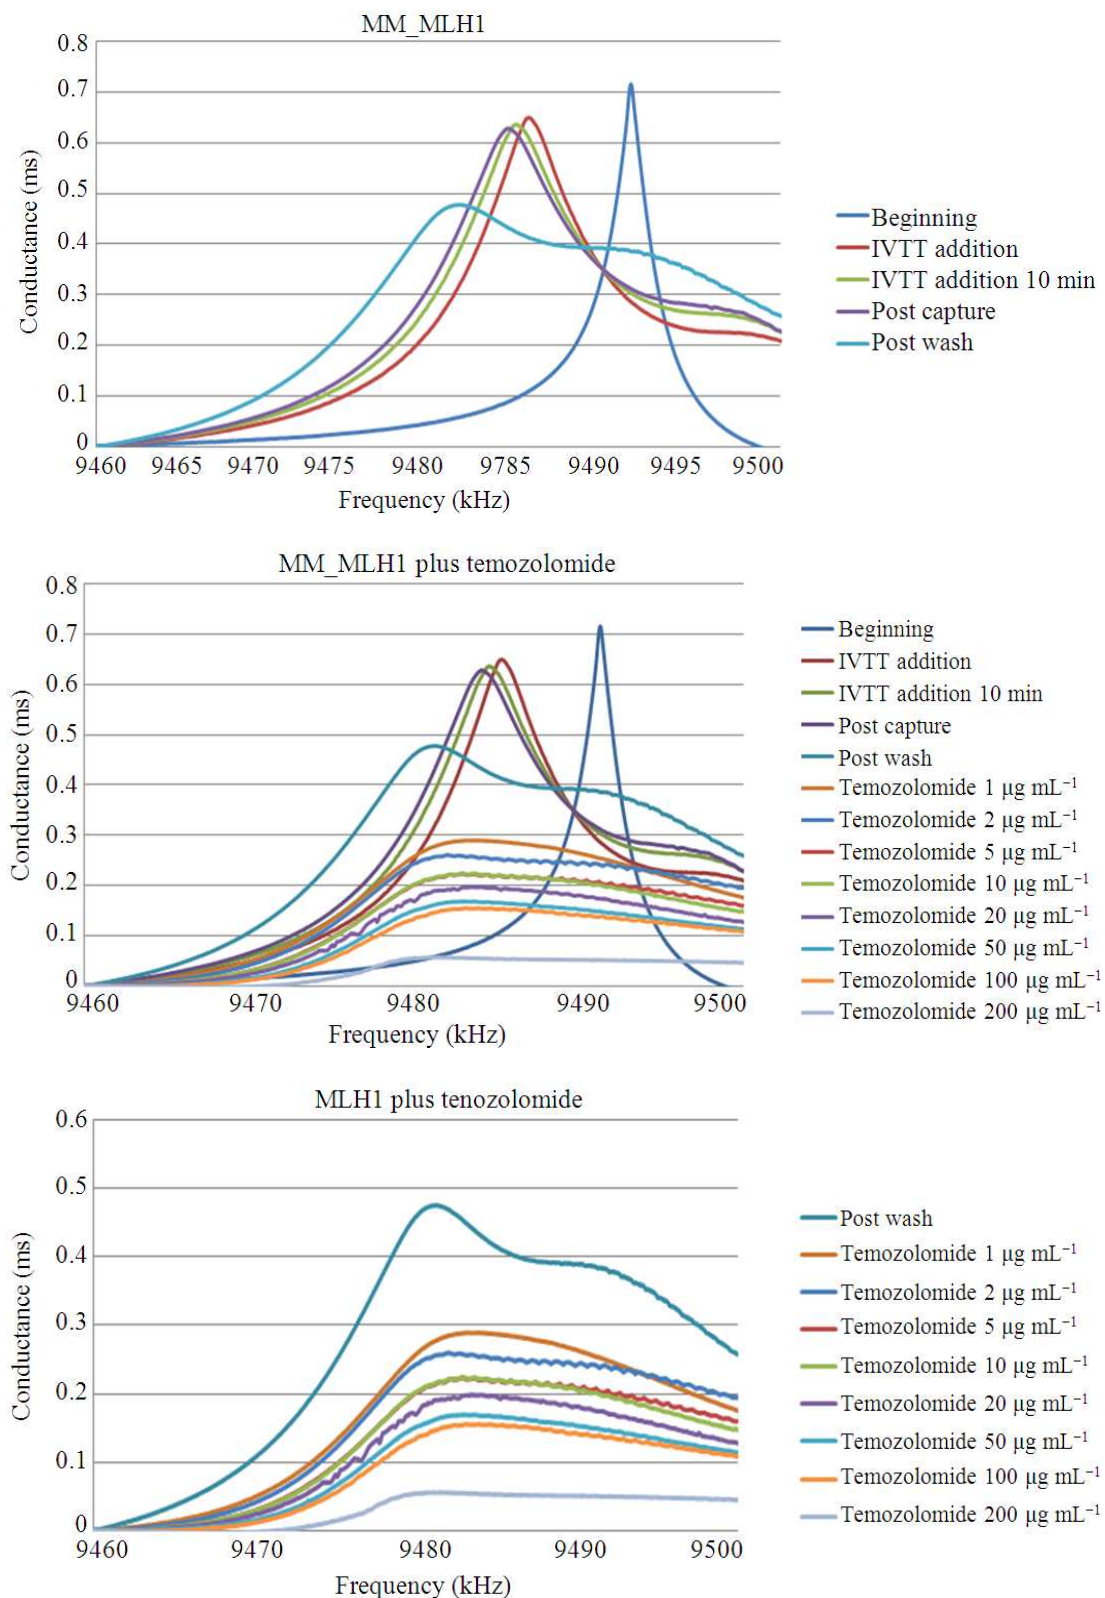 MM_MLH1
0.8
0.7
0.6
0.5
0.4
0.3
0.2
0.1
0
Conductance (ms)
9460 9465 9470 9475 9480 9785 9490 9495 9500
Frequency (kHz)
Beginning
IVTT addition
IVTT addition 10 min
Post capture
Post wash
MM_MLH1 plus temozolomide
0.8
0.7
0.6
0.5
0.4
0.3
0.2
0.1
0
Conductance (ms)
9460 9470 9480 9490 9500
Frequency (kHz)
Beginning
IVTT addition
IVTT addition 10 min
Post capture
Post wash
Temozolomide 1 µg mL⁻¹
Temozolomide 2 µg mL⁻¹
Temozolomide 5 µg mL⁻¹
Temozolomide 10 µg mL⁻¹
Temozolomide 20 µg mL⁻¹
Temozolomide 50 µg mL⁻¹
Temozolomide 100 µg mL⁻¹
Temozolomide 200 µg mL⁻¹
MLH1 plus tenozolomide
0.6
0.5
0.4
0.3
0.2
0.1
0
Conductance (ms)
9460 9470 9480 9490 9500
Frequency (kHz)
Post wash
Temozolomide 1 µg mL⁻¹
Temozolomide 2 µg mL⁻¹
Temozolomide 5 µg mL⁻¹
Temozolomide 10 µg mL⁻¹
Temozolomide 20 µg mL⁻¹
Temozolomide 50 µg mL⁻¹
Temozolomide 100 µg mL⁻¹
Temozolomide 200 µg mL⁻¹